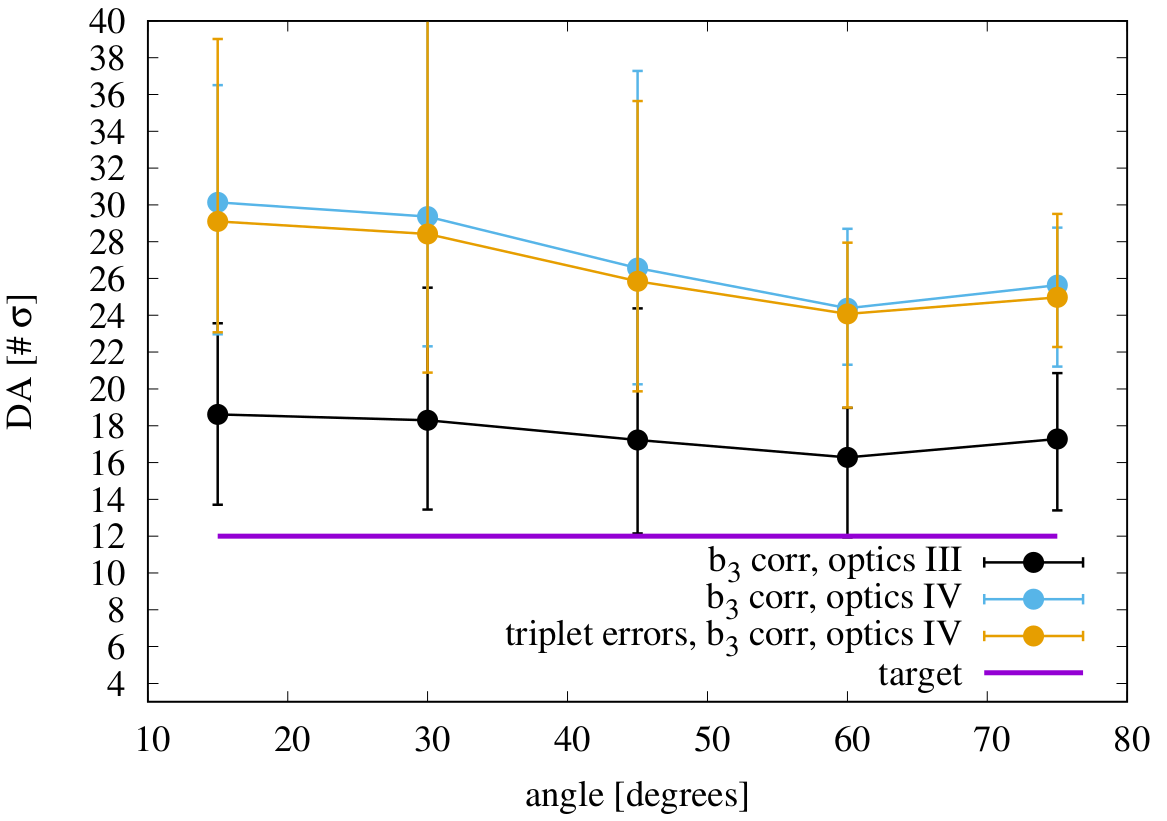 40
38
36
34
32
30
28
26
24
22
20
18
16
14
12
10
8
6
4
DA [# σ]
b3 corr, optics III
b3 corr, optics IV
triplet errors, b3 corr, optics IV
target
10 20 30 40 50 60 70 80
angle [degrees]